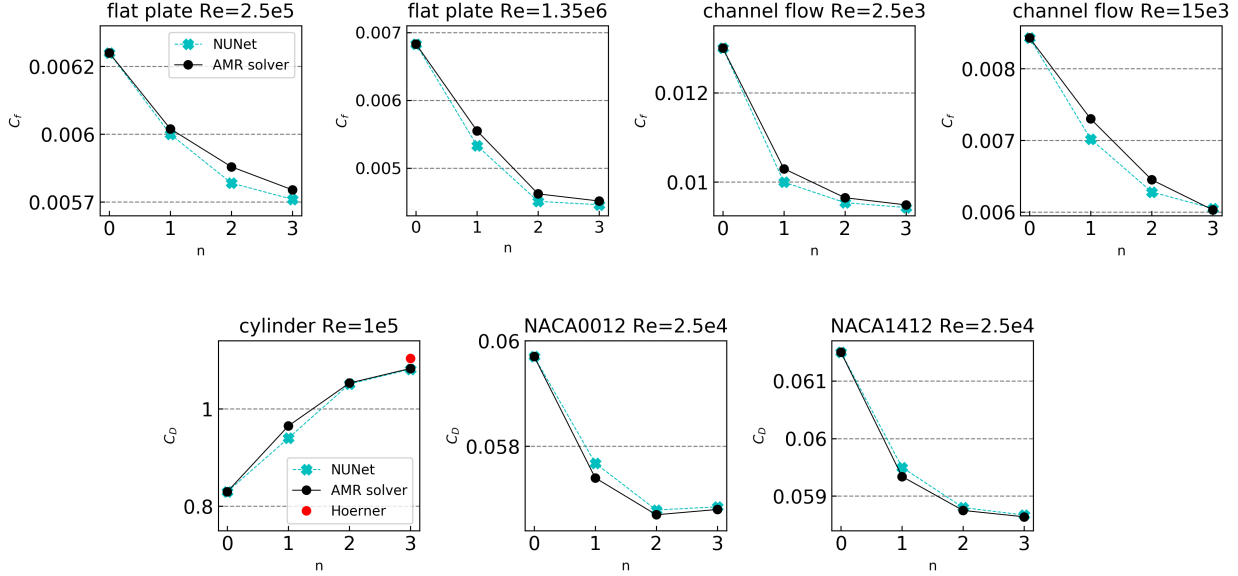 flat plate Re=2.5e5
NUNet
AMR solver
0.0062
0.006
0.0057
C_f
0 1 2 3
n
flat plate Re=1.35e6
0.007
0.006
0.005
C_f
0 1 2 3
n
channel flow Re=2.5e3
0.012
0.01
C_f
0 1 2 3
n
channel flow Re=15e3
0.008
0.007
0.006
C_f
0 1 2 3
n
cylinder Re=1e5
1
0.8
C_D
NUNet
AMR solver
Hoerner
0 1 2 3
n
NACA0012 Re=2.5e4
0.06
0.058
C_D
0 1 2 3
n
NACA1412 Re=2.5e4
0.061
0.06
0.059
C_D
0 1 2 3
n